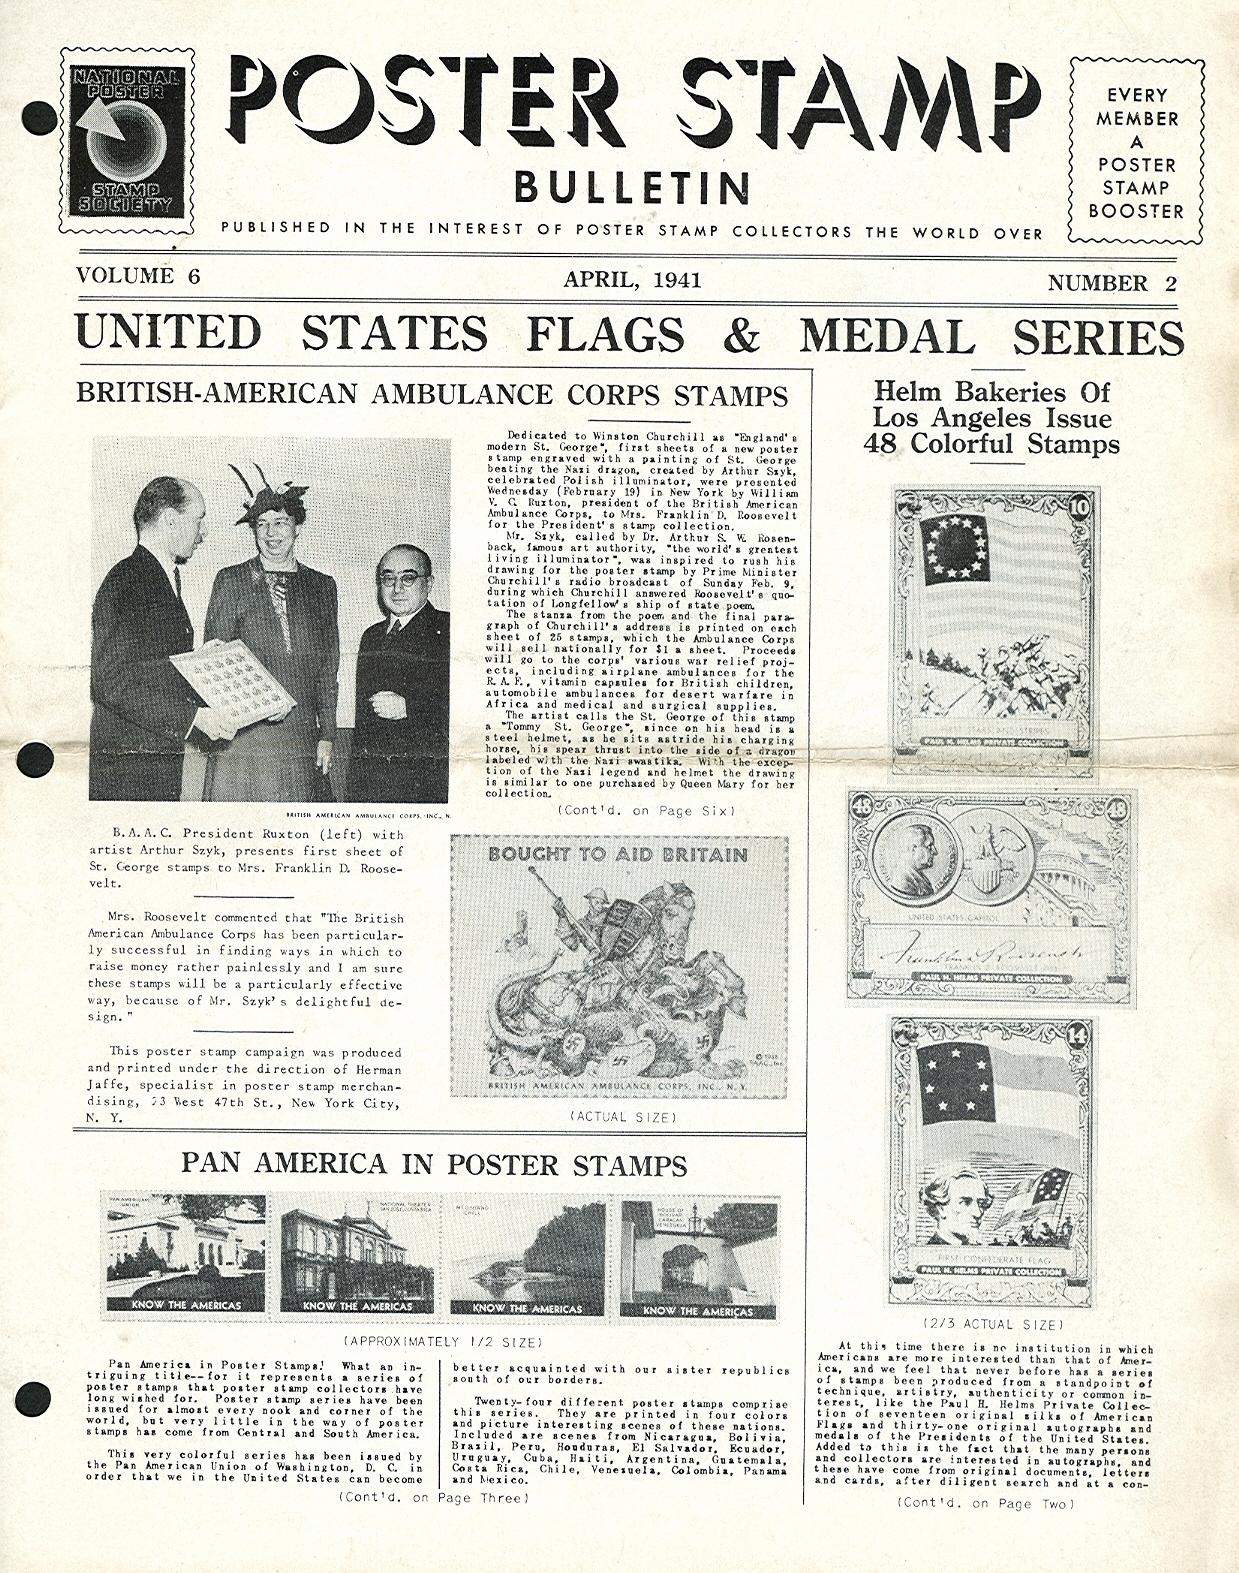 NATIONAL
POSTER
STAMP
SOCIETY
POSTER STAMP
BULLETIN
PUBLISHED IN THE INTEREST OF POSTER STAMP COLLECTORS THE WORLD OVER
EVERY
MEMBER
A
POSTER
STAMP
BOOSTER
VOLUME 6
APRIL, 1941
NUMBER 2
UNITED STATES FLAGS & MEDAL SERIES
BRITISH-AMERICAN AMBULANCE CORPS STAMPS
BRITISH AMERICAN AMBULANCE CORPS, INC., N.
B.A.A.C. President Ruxton (left) with
artist Arthur Szyk, presents first sheet of
St. George stamps to Mrs. Franklin D. Roose-
velt.
Mrs. Roosevelt commented that "The British
American Ambulance Corps has been particular-
ly successful in finding ways in which to
raise money rather painlessly and I am sure
these stamps will be a particularly effective
way, because of Mr. Szyk's delightful de-
sign."
This poster stamp campaign was produced
and printed under the direction of Herman
Jaffe, specialist in poster stamp merchan-
dising, 23 West 47th St., New York City,
N. Y.
Dedicated to Winston Churchill as "England's
modern St. George", first sheets of a new poster
stamp engraved with a painting of St. George
beating the Nazi dragon, created by Arthur Szyk,
celebrated Polish illuminator, were presented
Wednesday (February 19) in New York by William
V. C. Ruxton, president of the British American
Ambulance Corps, to Mrs. Franklin D. Roosevelt
for the President's stamp collection.
Mr. Szyk, called by Dr. Arthur S. W. Rosen-
back, famous art authority, "the world's greatest
living illuminator", was inspired to rush his
drawing for the poster stamp by Prime Minister
Churchill's radio broadcast of Sunday Feb. 9,
during which Churchill answered Roosevelt's quo-
tation of Longfellow's ship of state poem.
The stanza from the poem and the final para-
graph of Churchill's address is printed on each
sheet of 25 stamps, which the Ambulance Corps
will sell nationally for $1 a sheet. Proceeds
will go to the corps' various war relief proj-
ects, including airplane ambulances for the
R.A.F., vitamin capsules for British children,
automobile ambulances for desert warfare in
Africa and medical and surgical supplies.
The artist calls the St. George of this stamp
a "Tommy St. George", since on his head is a
steel helmet, as he sits astride his charging
horse, his spear thrust into the side of a dragon
labeled with the Nazi swastika. With the excep-
tion of the Nazi legend and helmet the drawing
is similar to one purchased by Queen Mary for her
collection.
(Cont'd. on Page Six)
BOUGHT TO AID BRITAIN
© 1941
BAAC., Inc.
BRITISH AMERICAN AMBULANCE CORPS, INC., N. Y.
(ACTUAL SIZE)
PAN AMERICA IN POSTER STAMPS
PAN AMERICAN
UNION
KNOW THE AMERICAS
NATIONAL THEATER
SAN JOSE, COSTA RICA
KNOW THE AMERICAS
CHILE
KNOW THE AMERICAS
HOUSE OF
BOLIVAR
CARACAS
VENEZUELA
KNOW THE AMERICAS
(APPROXIMATELY 1/2 SIZE)
Pan America in Poster Stamps! What an in-
triguing title--for it represents a series of
poster stamps that poster stamp collectors have
long wished for. Poster stamp series have been
issued for almost every nook and corner of the
world, but very little in the way of poster
stamps has come from Central and South America.
This very colorful series has been issued by
the Pan American Union of Washington, D. C. in
order that we in the United States can become
better acquainted with our sister republics
south of our borders.
Twenty-four different poster stamps comprise
this series. They are printed in four colors
and picture interesting scenes of these nations.
Included are scenes from Nicaragua, Bolivia,
Brazil, Peru, Honduras, El Salvador, Ecuador,
Uruguay, Cuba, Haiti, Argentina, Guatemala,
Costa Rica, Chile, Venezuela, Colombia, Panama
and Mexico.
(Cont'd. on Page Three)
Helm Bakeries Of
Los Angeles Issue
48 Colorful Stamps
10
STARS AND STRIPES
PAUL H. HELMS PRIVATE COLLECTION
48
48
UNITED STATES CAPITOL
Franklin D Roosevelt
PAUL H. HELMS PRIVATE COLLECTION
14
FIRST CONFEDERATE FLAG
PAUL H. HELMS PRIVATE COLLECTION
(2/3 ACTUAL SIZE)
At this time there is no institution in which
Americans are more interested than that of Amer-
ica, and we feel that never before has a series
of stamps been produced from a standpoint of
technique, artistry, authenticity or common in-
terest, like the Paul H. Helms Private Collec-
tion of seventeen original silks of American
Flags and thirty-one original autographs and
medals of the Presidents of the United States.
Added to this is the fact that the many persons
and collectors are interested in autographs, and
these have come from original documents, letters
and cards, after diligent search and at a con-
(Cont'd. on Page Two)